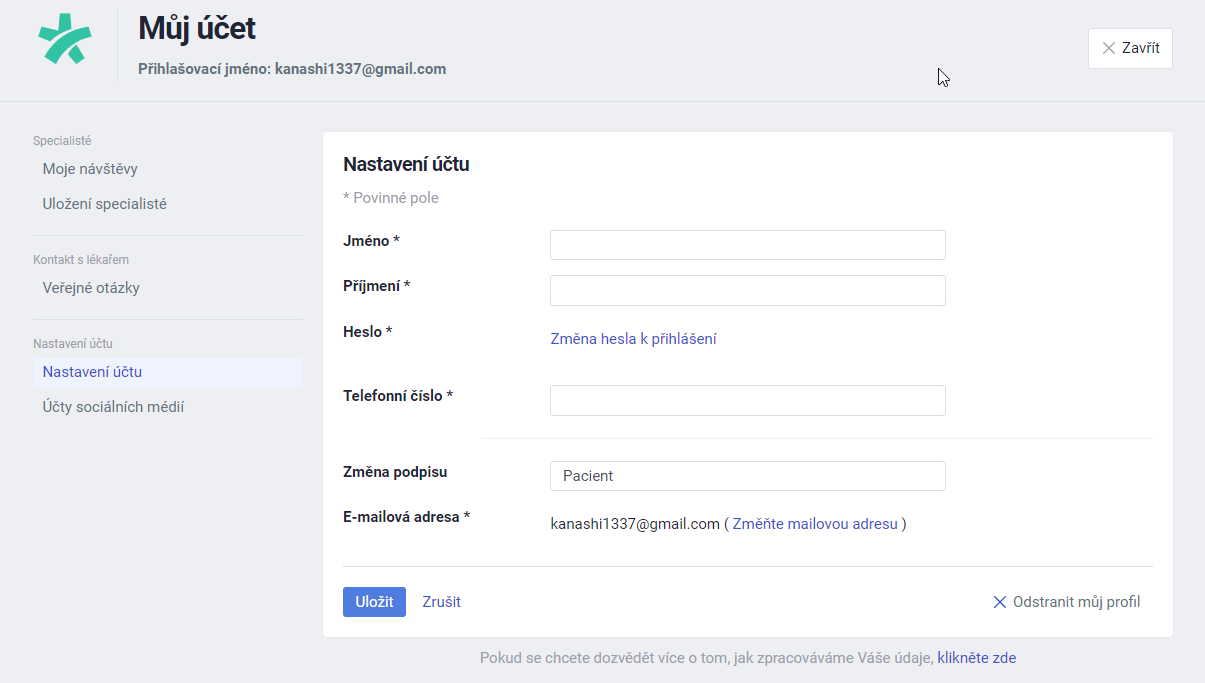 Můj účet
Přihlašovací jméno: kanashi1337@gmail.com
Zavřít
Specialisté
Moje návštěvy
Uložení specialisté
Kontakt s lékařem
Veřejné otázky
Nastavení účtu
Nastavení účtu
Účty sociálních médií
Nastavení účtu
* Povinné pole
Jméno *
Příjmení *
Heslo *
Změna hesla k přihlášení
Telefonní číslo *
Změna podpisu
Pacient
E-mailová adresa *
kanashi1337@gmail.com ( Změňte mailovou adresu )
Uložit
Zrušit
Odstranit můj profil
Pokud se chcete dozvědět více o tom, jak zpracováváme Váše údaje, klikněte zde